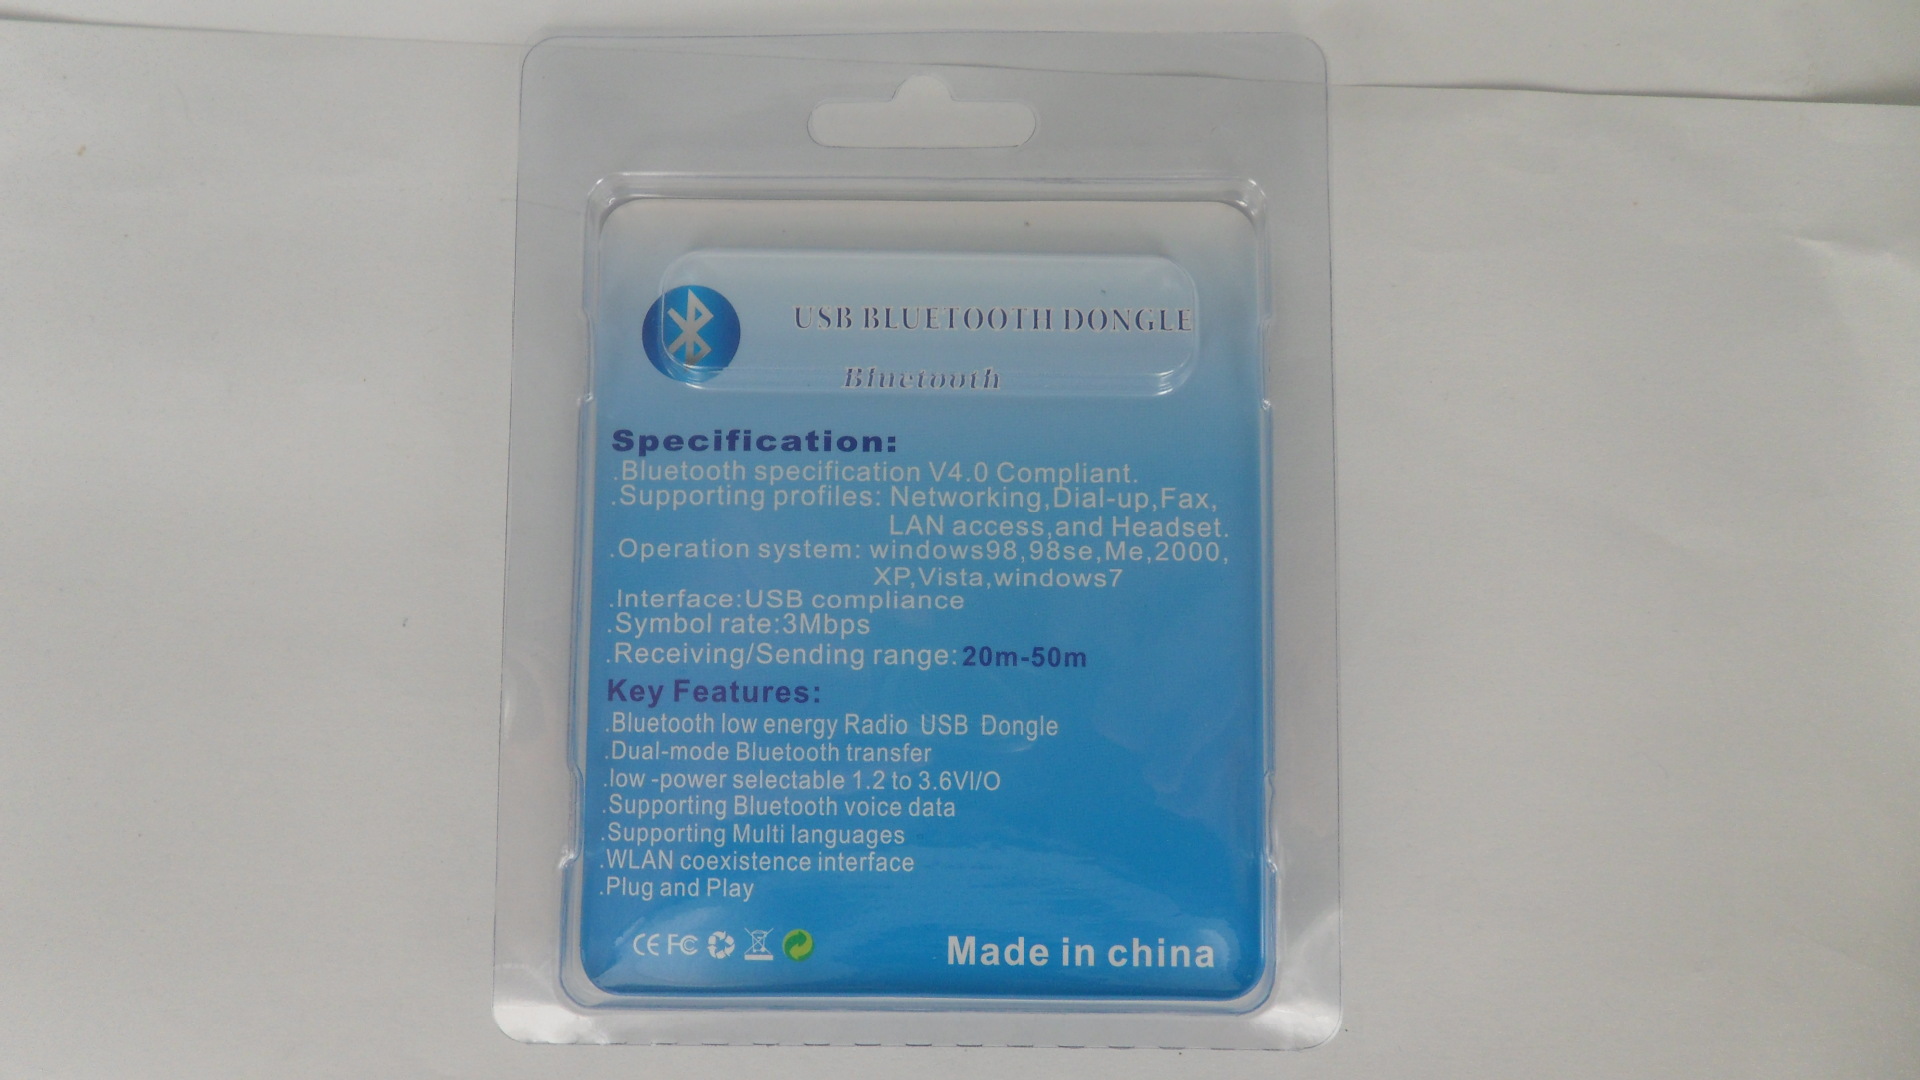 USB BLUETOOTH DONGLE
Bluetooth
Specification:
.Bluetooth specification V4.0 Compliant.
.Supporting profiles: Networking,Dial-up,Fax,
LAN access,and Headset.
.Operation system: windows98,98se,Me,2000,
XP,Vista,windows7
.Interface:USB compliance
.Symbol rate:3Mbps
.Receiving/Sending range:20m-50m
Key Features:
.Bluetooth low energy Radio USB Dongle
.Dual-mode Bluetooth transfer
.low -power selectable 1.2 to 3.6VI/O
.Supporting Bluetooth voice data
.Supporting Multi languages
.WLAN coexistence interface
.Plug and Play
CE FC
Made in china